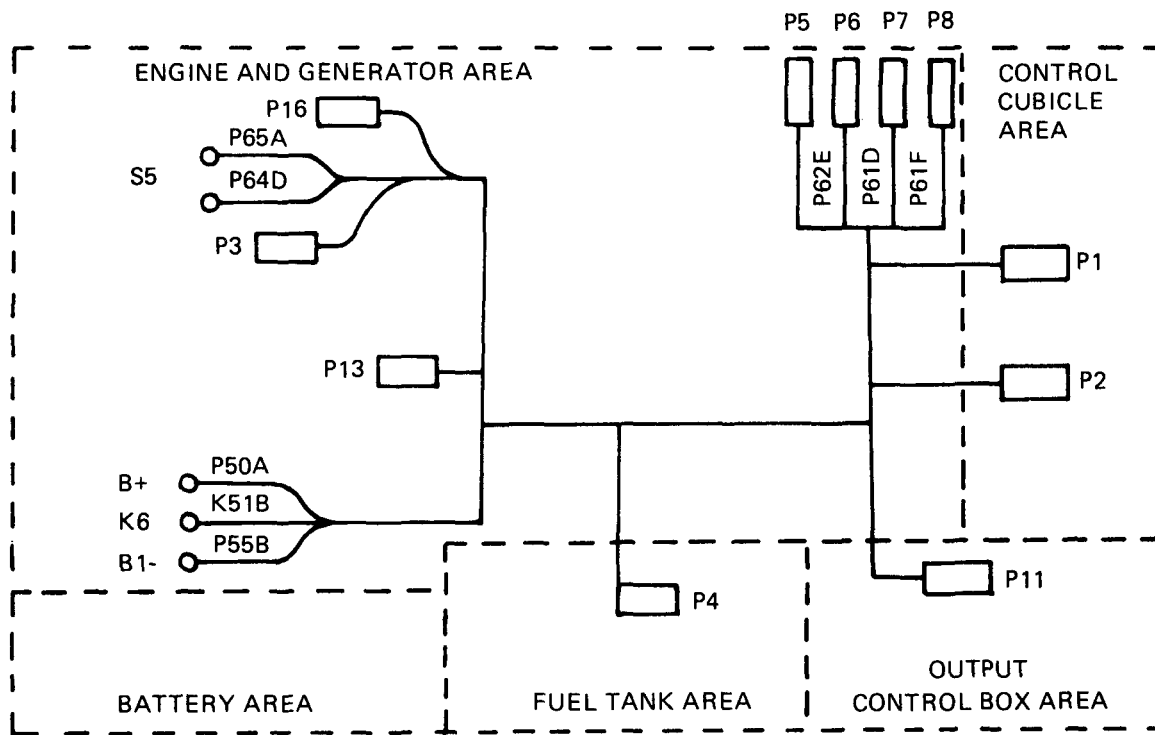 P5 P6 P7 P8
ENGINE AND GENERATOR AREA
CONTROL
CUBICLE
AREA
P16
P65A
S5
P64D
P3
P62E
P61D
P61F
P1
P13
P2
P50A
B+
K51B
K6
P55B
B1-
P4
P11
BATTERY AREA
FUEL TANK AREA
OUTPUT
CONTROL BOX AREA